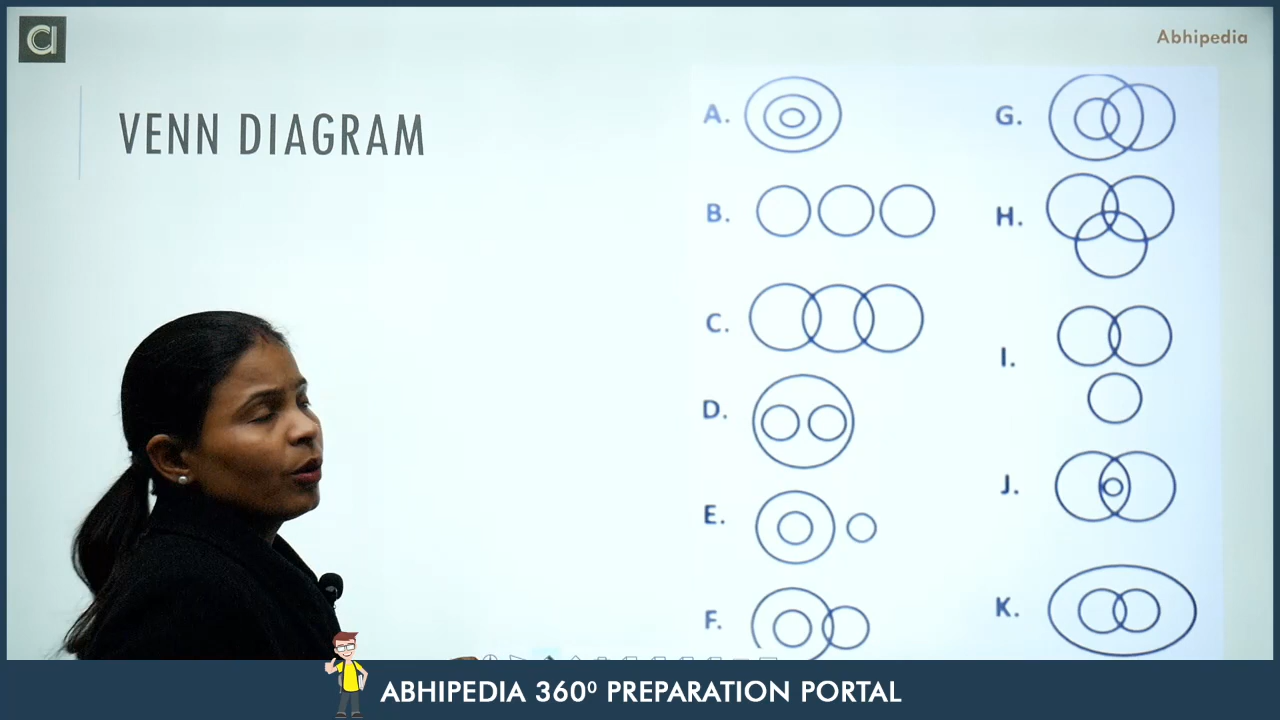 a
Abhipedia
VENN DIAGRAM
A.
B.
C.
D.
E.
F.
G.
H.
I.
J.
K.
ABHIPEDIA 360⁰ PREPARATION PORTAL